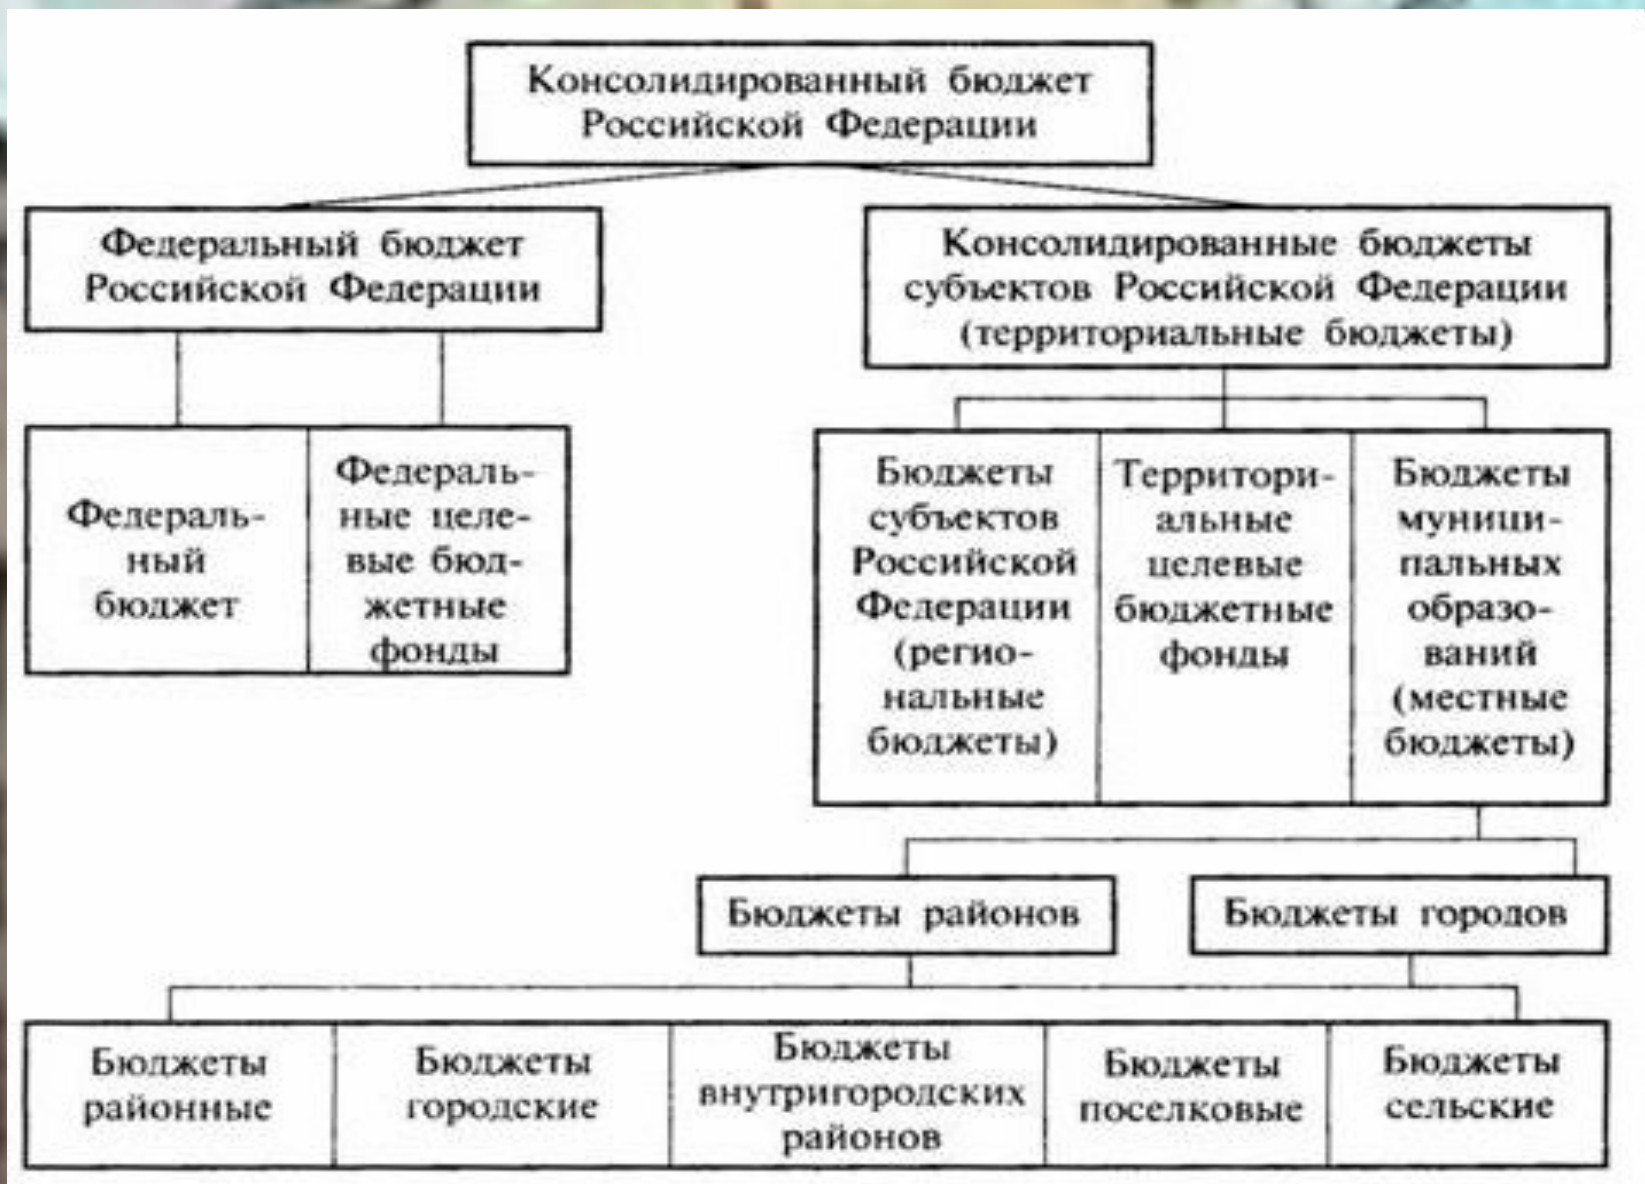 Консолидированный бюджет
Российской Федерации
Федеральный бюджет
Российской Федерации
Консолидированные бюджеты
субъектов Российской Федерации
(территориальные бюджеты)
Федераль-
ный
бюджет
Федераль-
ные целе-
вые бюд-
жетные
фонды
Бюджеты
субъектов
Российской
Федерации
(регио-
нальные
бюджеты)
Территори-
альные
целевые
бюджетные
фонды
Бюджеты
муници-
пальных
образо-
ваний
(местные
бюджеты)
Бюджеты районов
Бюджеты городов
Бюджеты
районные
Бюджеты
городские
Бюджеты
внутригородских
районов
Бюджеты
поселковые
Бюджеты
сельские